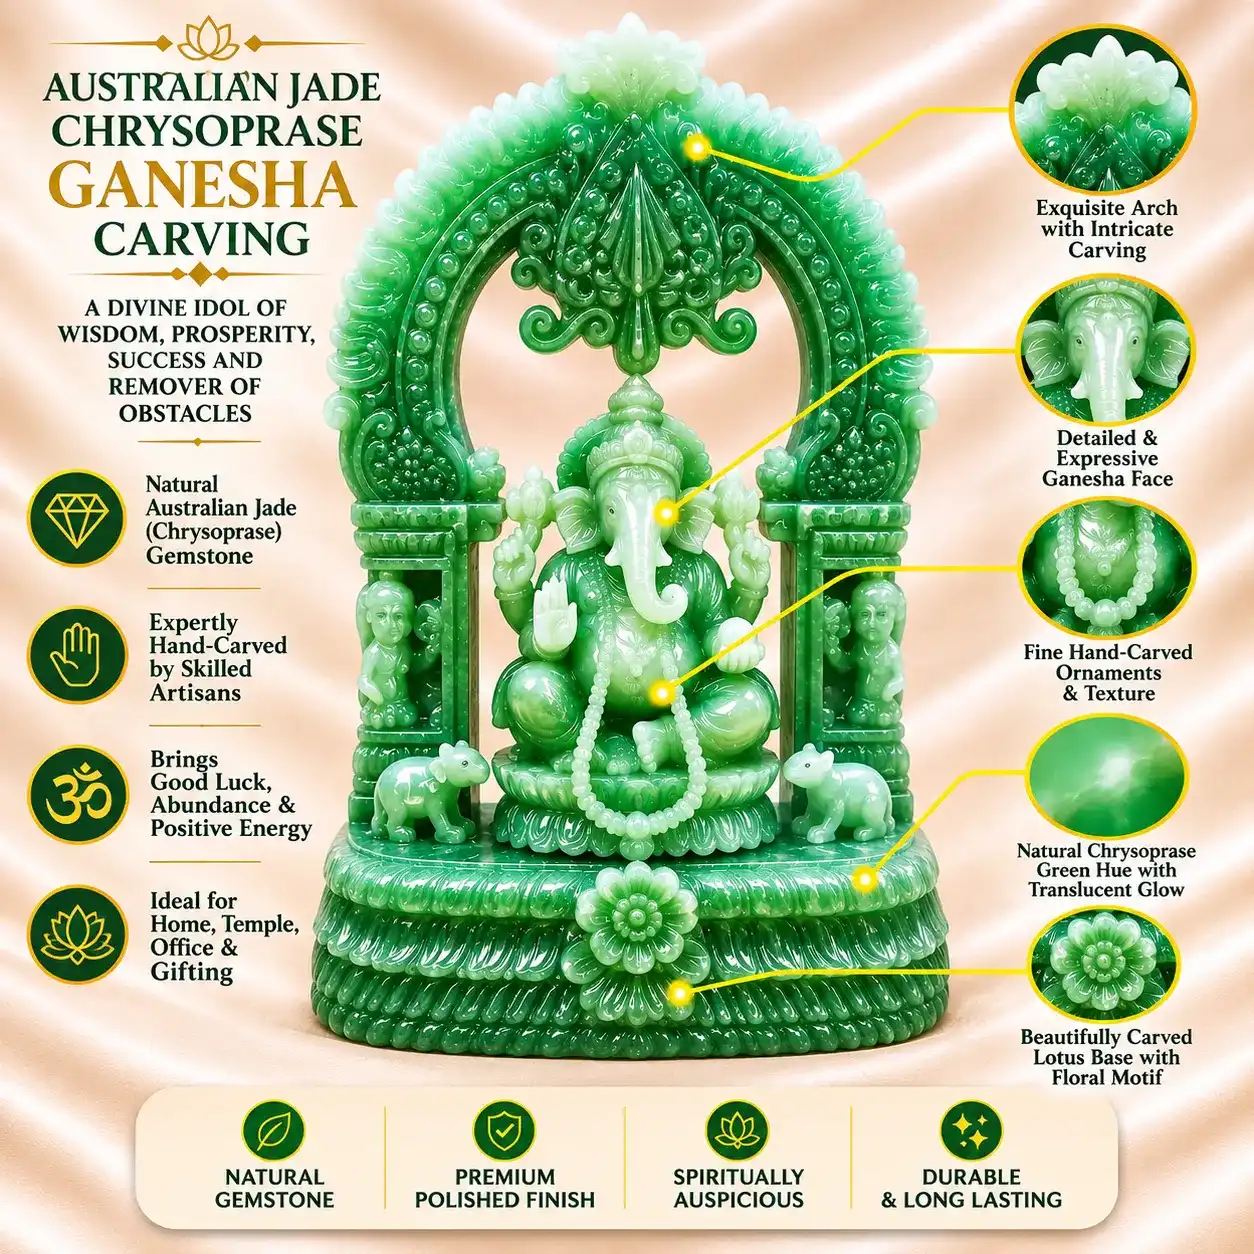 AUSTRALIAN JADE
CHRYSOPRASE
GANESHA
CARVING
A DIVINE IDOL OF
WISDOM, PROSPERITY,
SUCCESS AND
REMOVER OF
OBSTACLES
Natural
Australian Jade
(Chrysoprase)
Gemstone
Expertly
Hand-Carved
by Skilled
Artisans
ॐ
Brings
Good Luck,
Abundance &
Positive Energy
Ideal for
Home, Temple,
Office &
Gifting
Exquisite Arch
with Intricate
Carving
Detailed &
Expressive
Ganesha Face
Fine Hand-Carved
Ornaments
& Texture
Natural Chrysoprase
Green Hue with
Translucent Glow
Beautifully Carved
Lotus Base with
Floral Motif
NATURAL
GEMSTONE
PREMIUM
POLISHED FINISH
SPIRITUALLY
AUSPICIOUS
DURABLE
& LONG LASTING